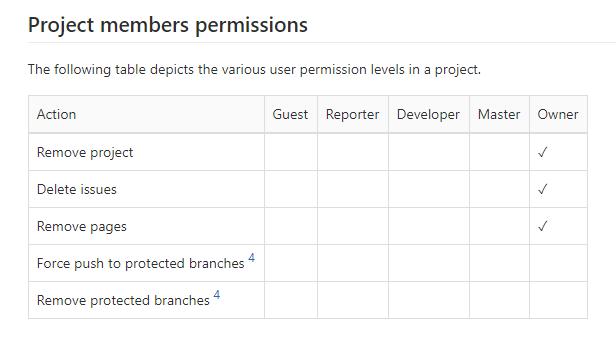 Project members permissions
The following table depicts the various user permission levels in a project.
Action Guest Reporter Developer Master Owner
Remove project ✓
Delete issues ✓
Remove pages ✓
Force push to protected branches 4
Remove protected branches 4